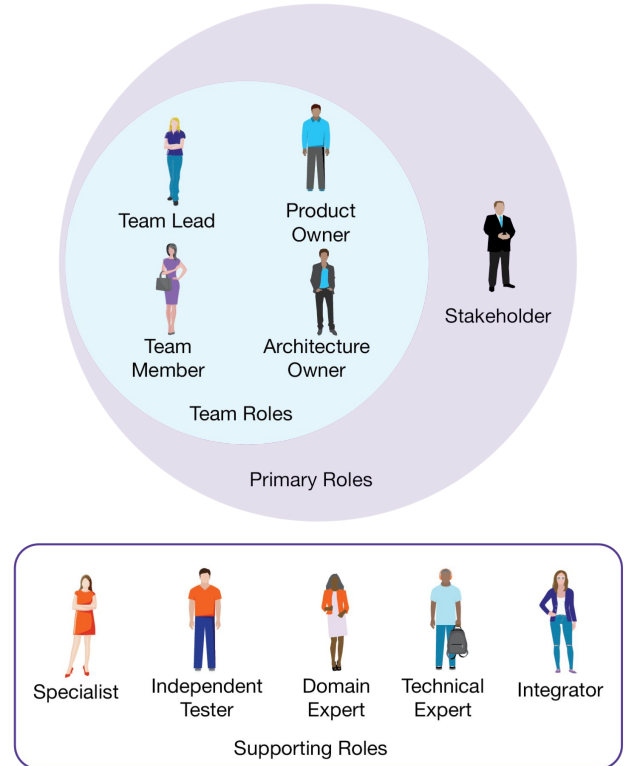 Team Lead
Product
Owner
Stakeholder
Team
Member
Architecture
Owner
Team Roles
Primary Roles
Specialist
Independent
Tester
Domain
Expert
Technical
Expert
Integrator
Supporting Roles